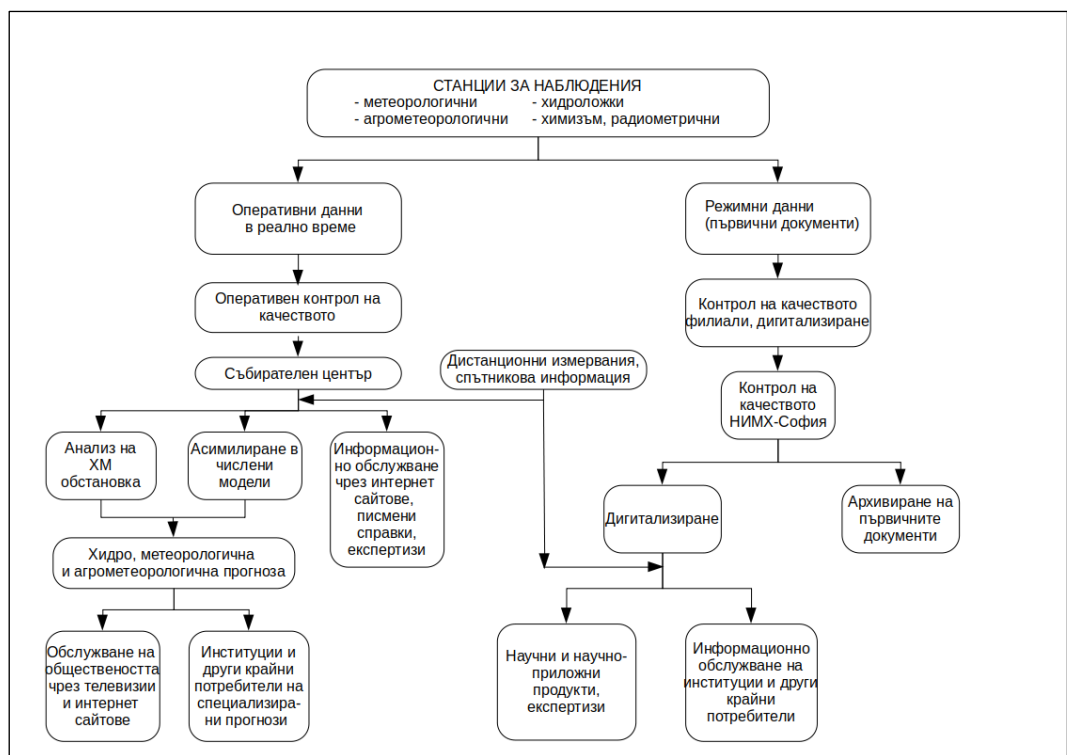 СТАНЦИИ ЗА НАБЛЮДЕНИЯ
- метеорологични - хидроложки
- агрометеорологични - химизъм, радиометрични
Оперативни данни
в реално време
Режимни данни
(първични документи)
Оперативен контрол на
качеството
Контрол на качеството
филиали, дигитализиране
Събирателен център
Дистанционни измервания,
спътникова информация
Контрол на
качеството
НИМХ-София
Анализ на
ХМ
обстановка
Асимилиране в
числени
модели
Информацион-
но обслужване
чрез интернет
сайтове,
писмени
справки,
експертизи
Дигитализиране
Архивиране на
първичните
документи
Хидро, метеорологична
и агрометеорологична прогноза
Обслужване на
обществеността
чрез телевизии
и интернет
сайтове
Институции и
други крайни
потребители на
специализира-
ни прогнози
Научни и научно-
приложни
продукти,
експертизи
Информационно
обслужване на
институции и други
крайни
потребители